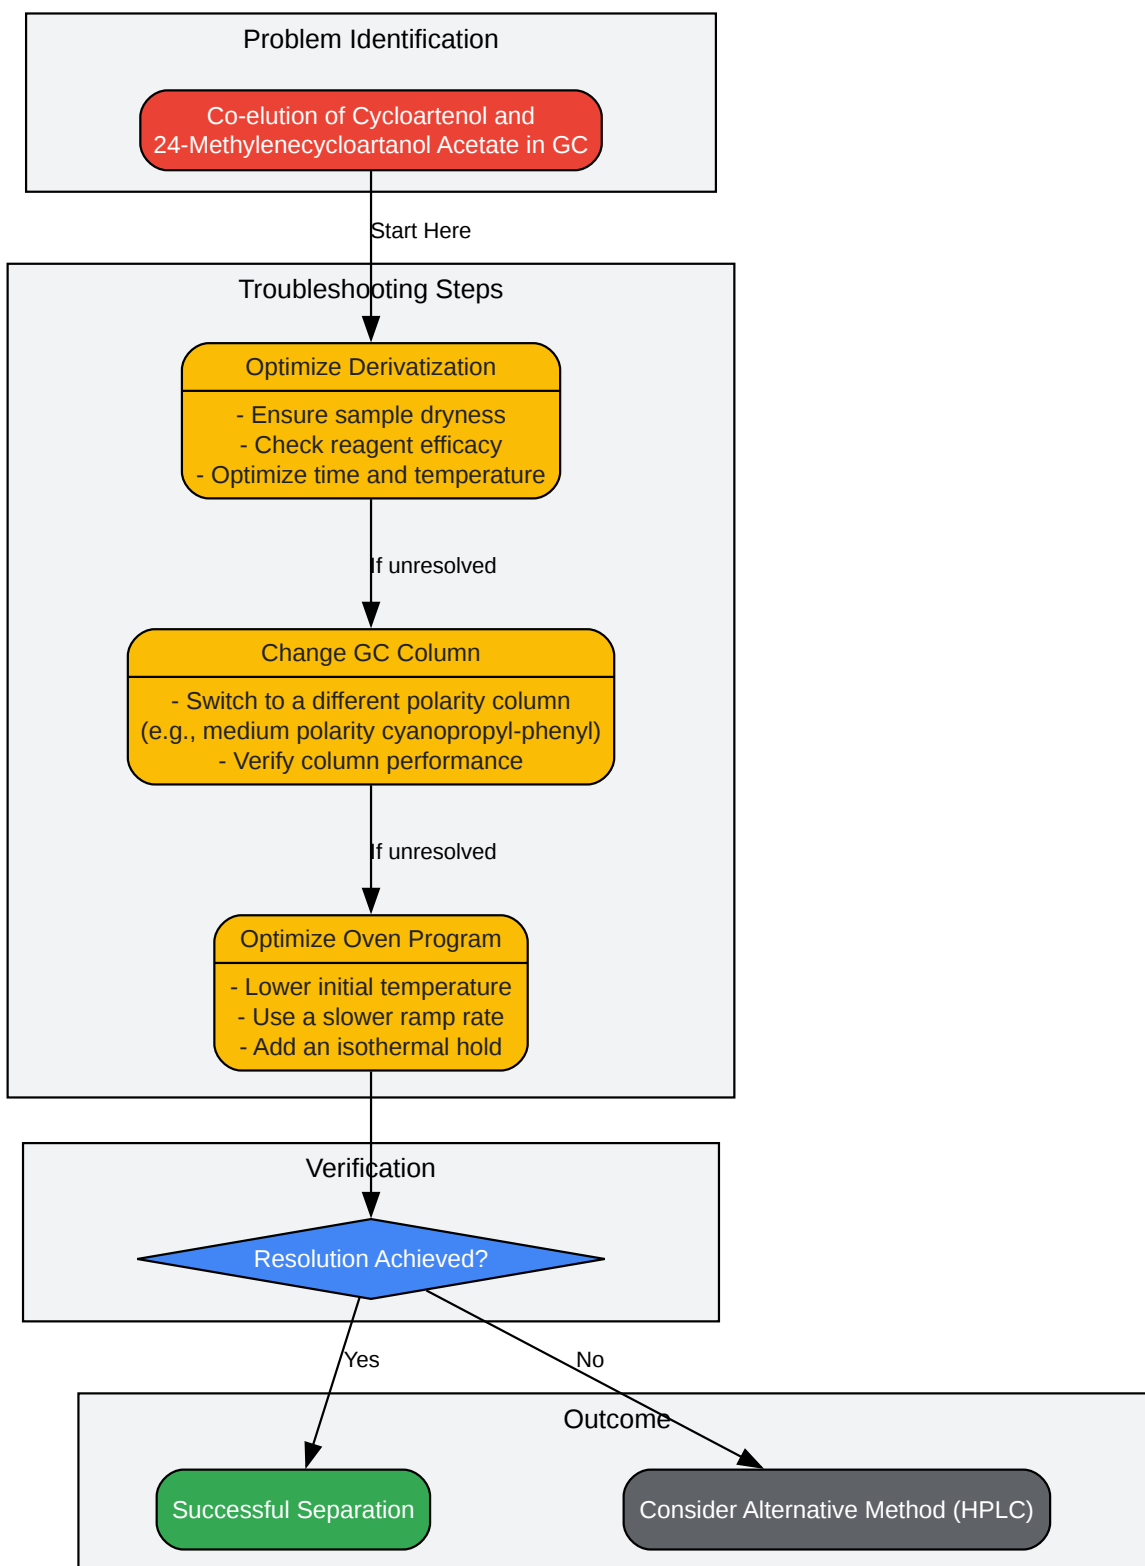 Problem Identification
Co-elution of Cycloartenol and
24-Methylenecycloartanol Acetate in GC
Start Here
Troubleshooting Steps
Optimize Derivatization
- Ensure sample dryness
- Check reagent efficacy
- Optimize time and temperature
If unresolved
Change GC Column
- Switch to a different polarity column
(e.g., medium polarity cyanopropyl-phenyl)
- Verify column performance
If unresolved
Optimize Oven Program
- Lower initial temperature
- Use a slower ramp rate
- Add an isothermal hold
Verification
Resolution Achieved?
Yes
No
Outcome
Successful Separation
Consider Alternative Method (HPLC)